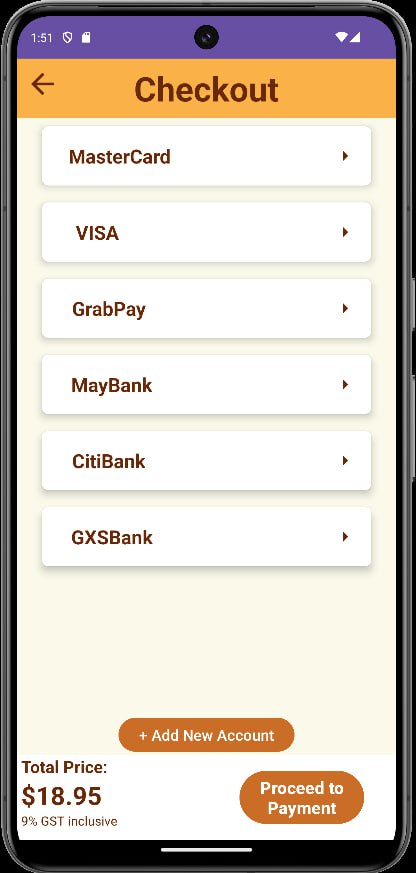 1:51
Checkout
MasterCard
VISA
GrabPay
MayBank
CitiBank
GXSBank
+ Add New Account
Total Price:
$18.95
9% GST inclusive
Proceed to
Payment